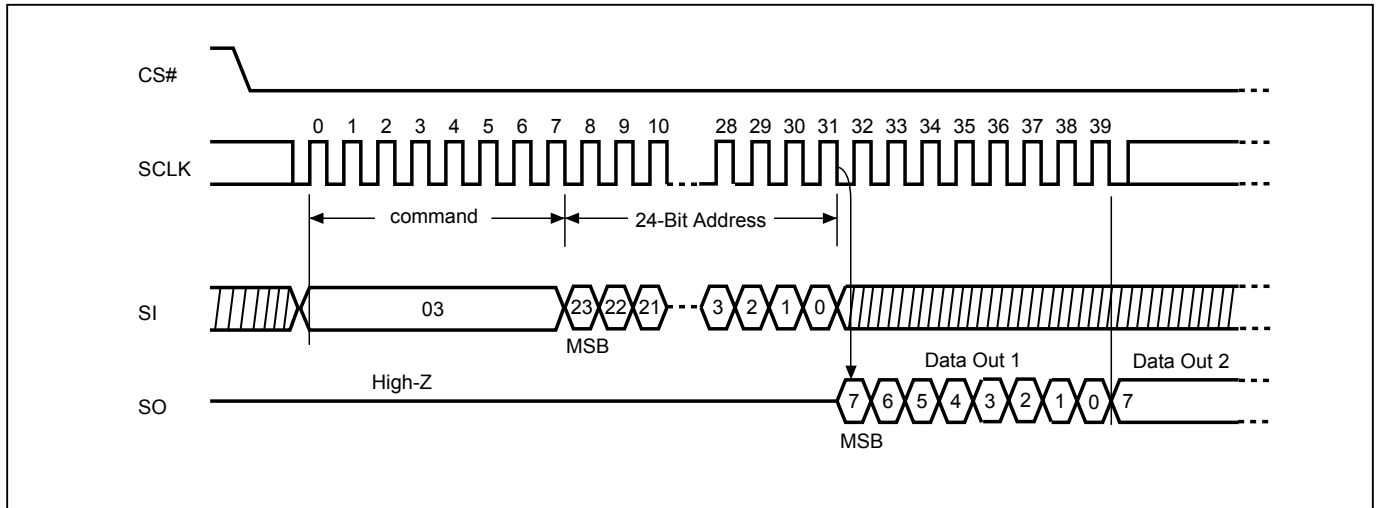 CS#
0 1 2 3 4 5 6 7 8 9 10 28 29 30 31 32 33 34 35 36 37 38 39
SCLK
command 24-Bit Address
SI 03 23 22 21 3 2 1 0
MSB
Data Out 1 Data Out 2
High-Z
SO 7 6 5 4 3 2 1 0 7
MSB